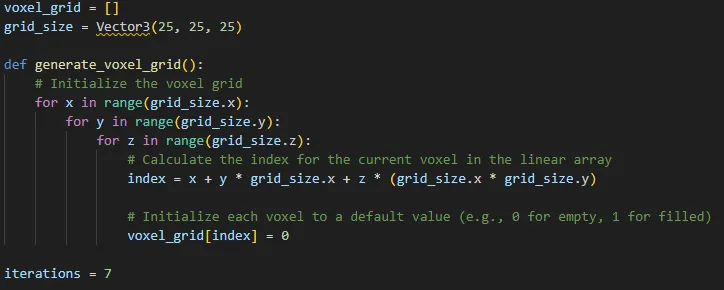 voxel_grid = []
grid_size = Vector3(25, 25, 25)
def generate_voxel_grid():
# Initialize the voxel grid
for x in range(grid_size.x):
for y in range(grid_size.y):
for z in range(grid_size.z):
# Calculate the index for the current voxel in the linear array
index = x + y * grid_size.x + z * (grid_size.x * grid_size.y)
# Initialize each voxel to a default value (e.g., 0 for empty, 1 for filled)
voxel_grid[index] = 0
iterations = 7